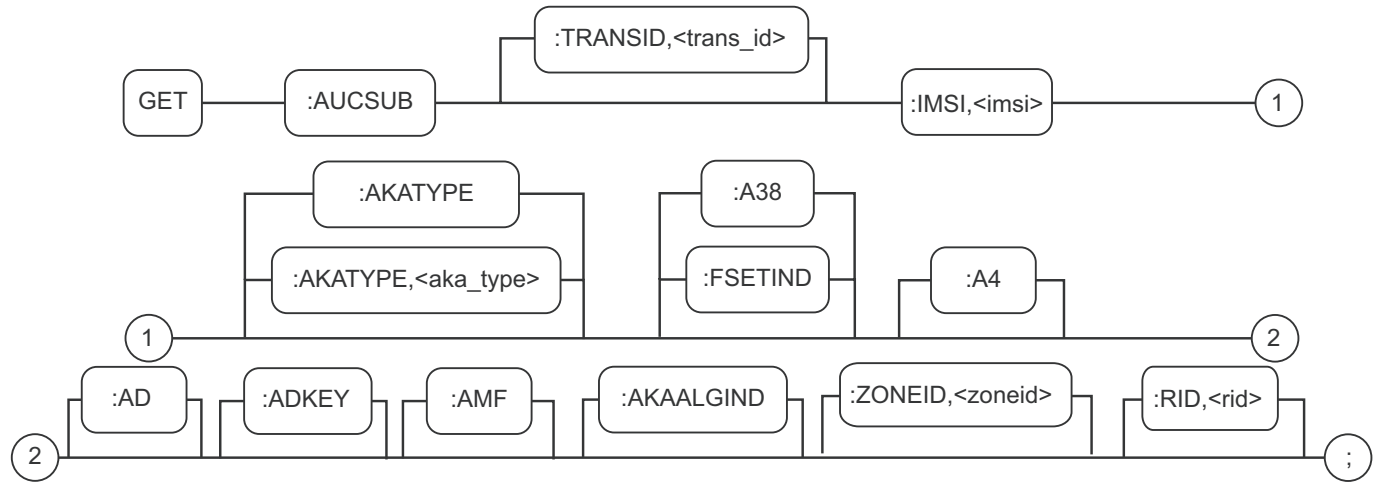 :TRANSID,<trans_id>
GET :AUCSUB :IMSI,<imsi> 1
:AKATYPE :A38
:AKATYPE,<aka_type> :FSETIND :A4
1 2
:AD :ADKEY :AMF :AKAALGIND :ZONEID,<zoneid> :RID,<rid>
2 ;